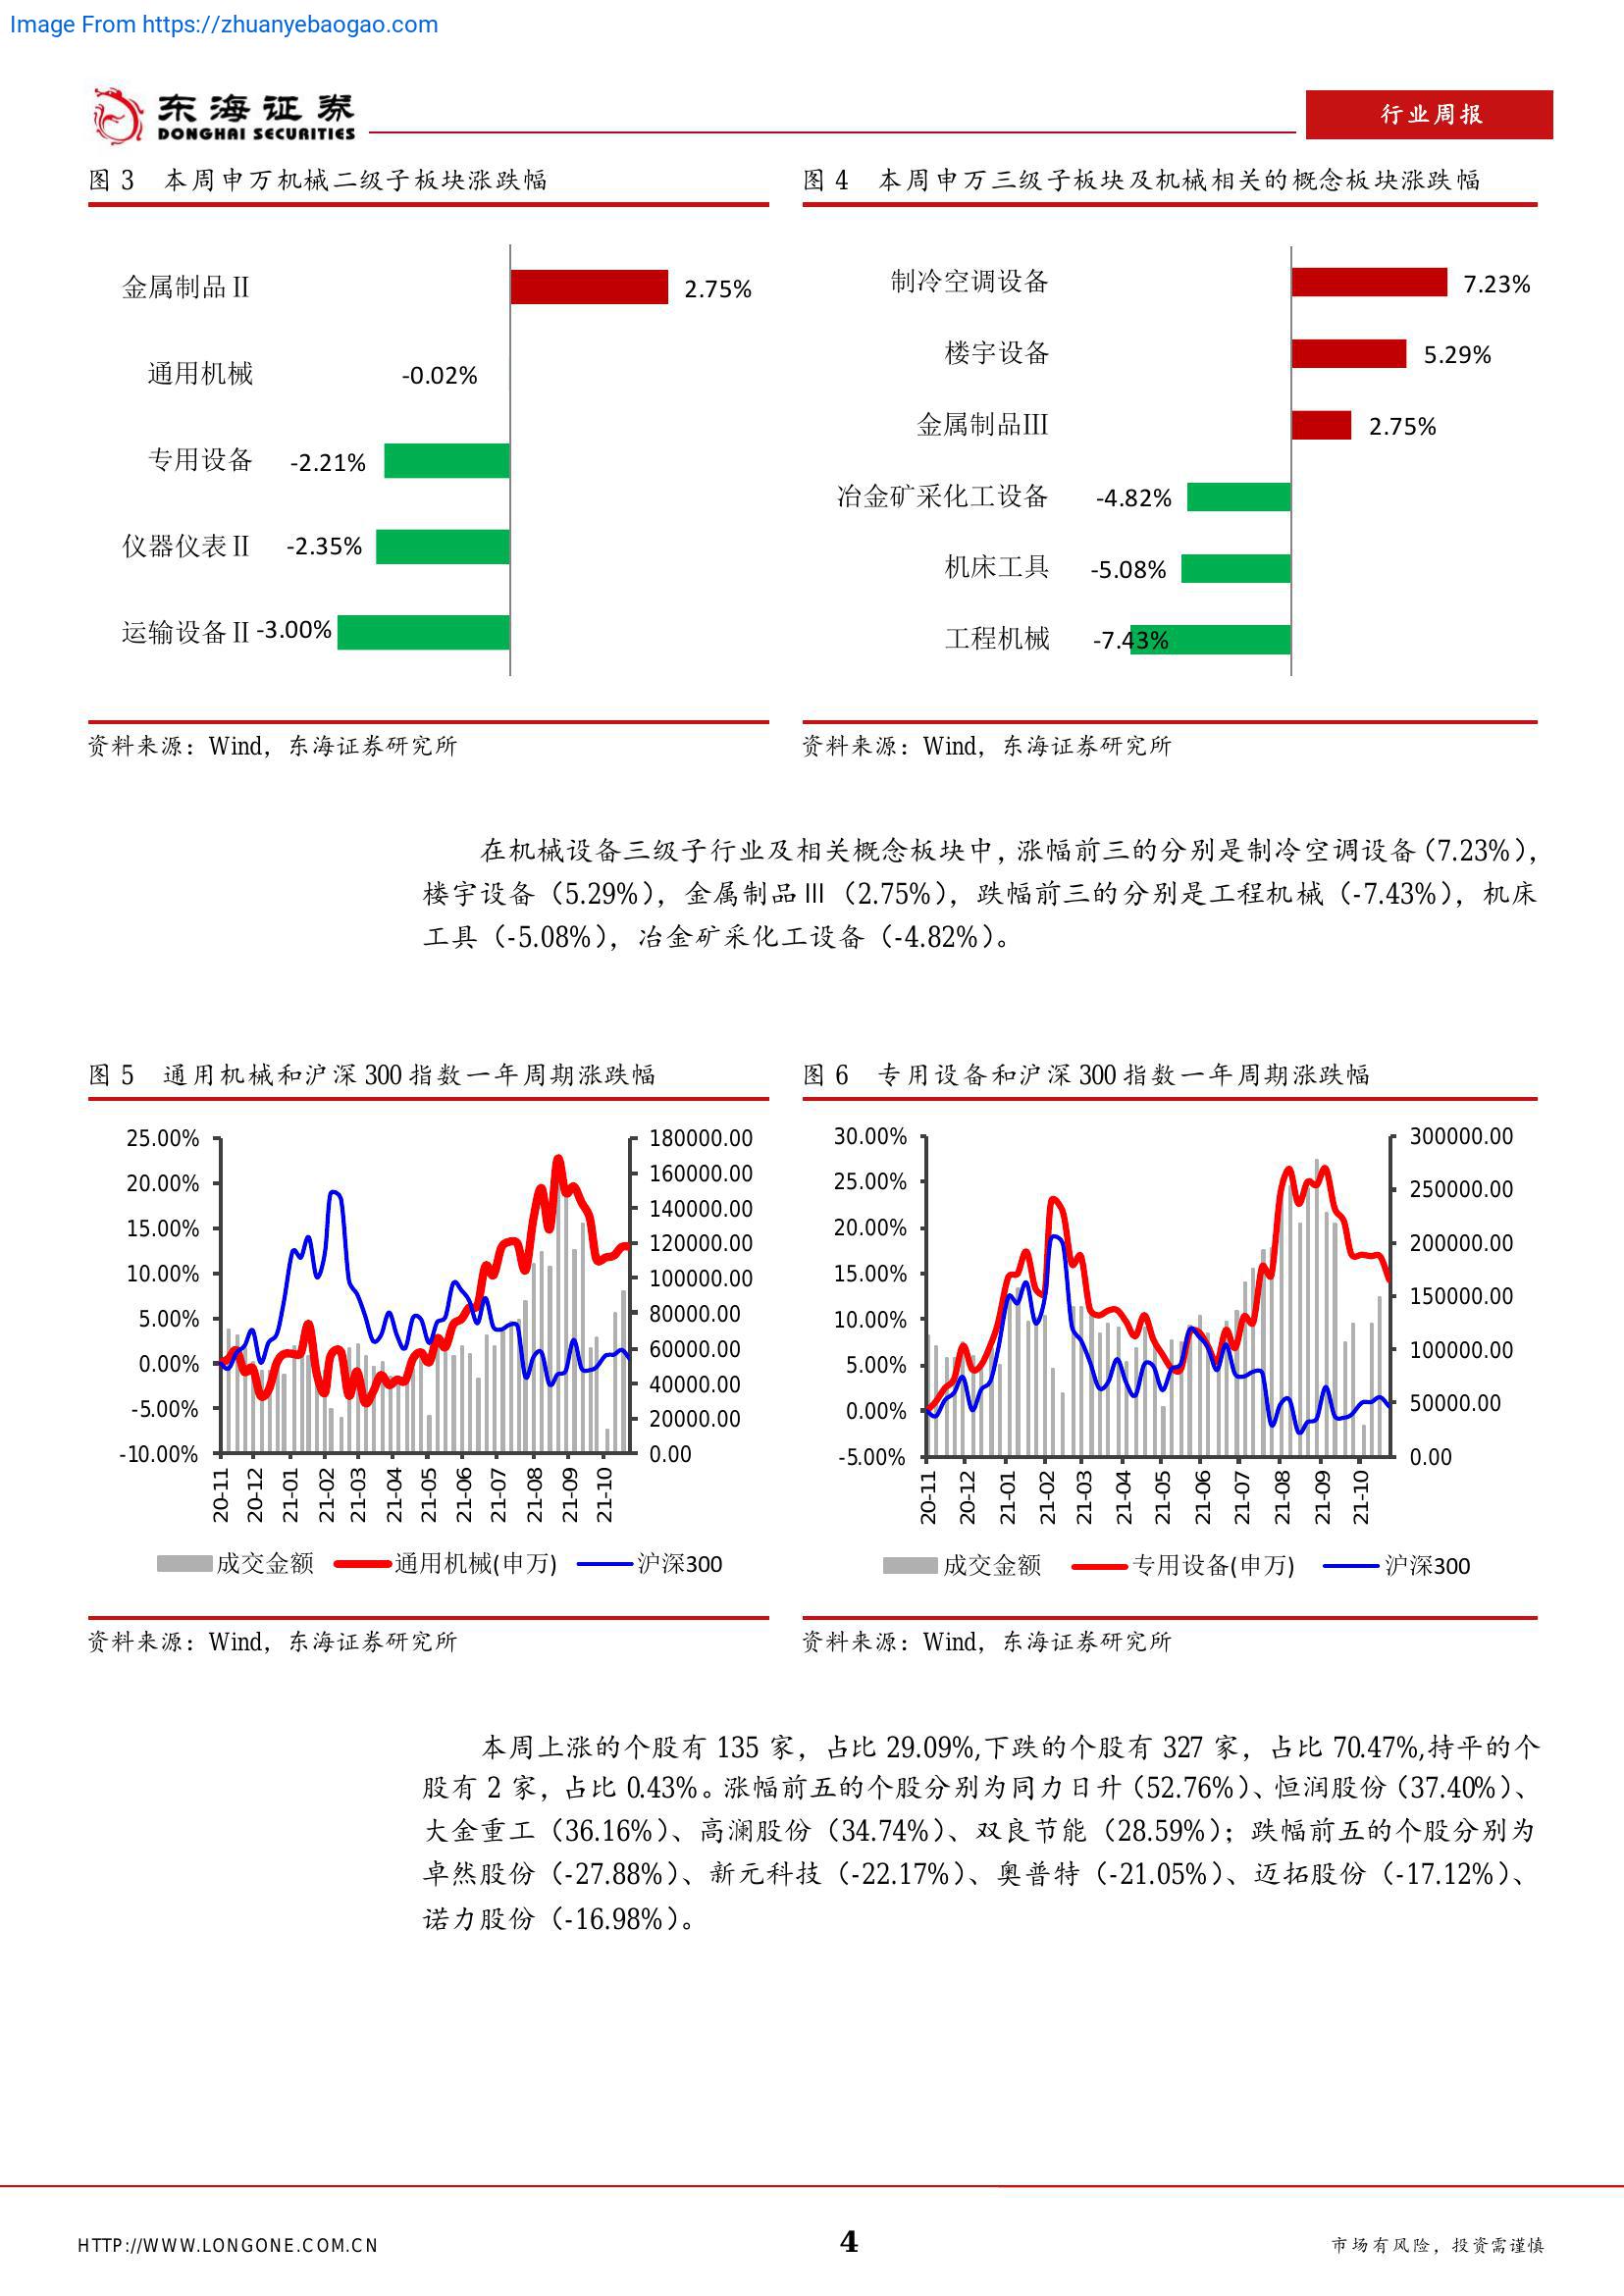 Image From https://zhuanyebaogao.com
东海证券
DONGHAI SECURITIES
行业周报
图 3 本周申万机械二级子板块涨跌幅
金属制品Ⅱ
2.75%
通用机械
-0.02%
专用设备
-2.21%
仪器仪表Ⅱ
-2.35%
运输设备Ⅱ
-3.00%
资料来源：Wind，东海证券研究所
图 4 本周申万三级子板块及机械相关的概念板块涨跌幅
制冷空调设备
7.23%
楼宇设备
5.29%
金属制品Ⅲ
2.75%
冶金矿采化工设备
-4.82%
机床工具
-5.08%
工程机械
-7.43%
资料来源：Wind，东海证券研究所
在机械设备三级子行业及相关概念板块中，涨幅前三的分别是制冷空调设备（7.23%），
楼宇设备（5.29%），金属制品Ⅲ（2.75%），跌幅前三的分别是工程机械（-7.43%），机床
工具（-5.08%），冶金矿采化工设备（-4.82%）。
图 5 通用机械和沪深 300 指数一年周期涨跌幅
25.00%
20.00%
15.00%
10.00%
5.00%
0.00%
-5.00%
-10.00%
180000.00
160000.00
140000.00
120000.00
100000.00
80000.00
60000.00
40000.00
20000.00
0.00
20-11
20-12
21-01
21-02
21-03
21-04
21-05
21-06
21-07
21-08
21-09
21-10
成交金额 通用机械(申万) 沪深300
资料来源：Wind，东海证券研究所
图 6 专用设备和沪深 300 指数一年周期涨跌幅
30.00%
25.00%
20.00%
15.00%
10.00%
5.00%
0.00%
-5.00%
300000.00
250000.00
200000.00
150000.00
100000.00
50000.00
0.00
20-11
20-12
21-01
21-02
21-03
21-04
21-05
21-06
21-07
21-08
21-09
21-10
成交金额 专用设备(申万) 沪深300
资料来源：Wind，东海证券研究所
本周上涨的个股有 135 家，占比 29.09%,下跌的个股有 327 家，占比 70.47%,持平的个
股有 2 家，占比 0.43%。涨幅前五的个股分别为同力日升（52.76%）、恒润股份（37.40%）、
大金重工（36.16%）、高澜股份（34.74%）、双良节能（28.59%）；跌幅前五的个股分别为
卓然股份（-27.88%）、新元科技（-22.17%）、奥普特（-21.05%）、迈拓股份（-17.12%）、
诺力股份（-16.98%）。
HTTP://WWW.LONGONE.COM.CN
4
市场有风险，投资需谨慎